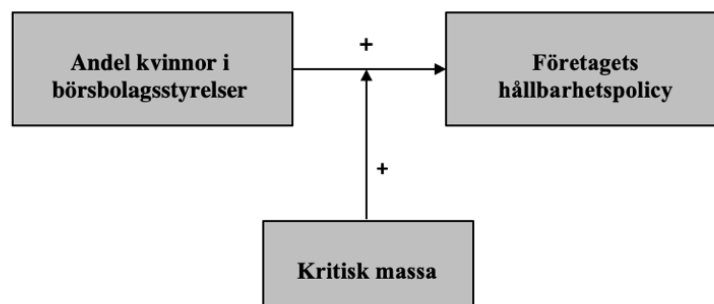 Andel kvinnor i
börsbolagsstyrelser
+
Företagets
hållbarhetspolicy
+
Kritisk massa